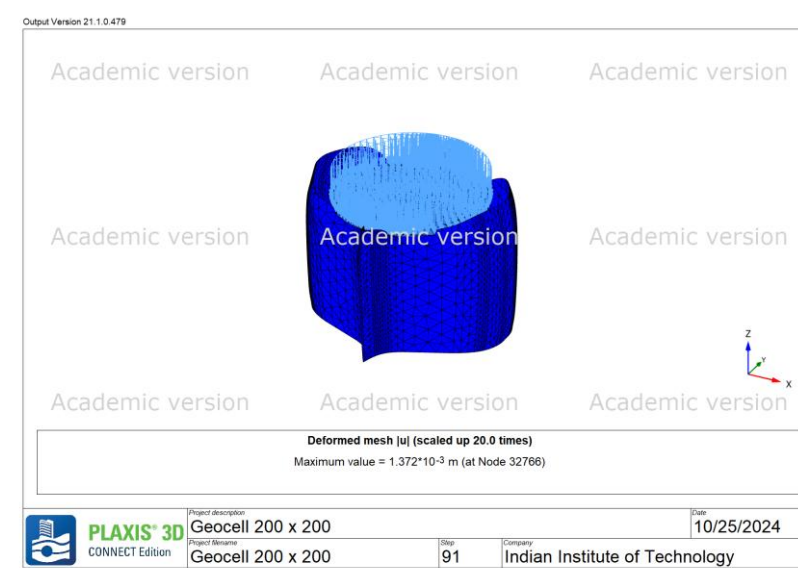 Output Version 21.1.0.479
Academic version Academic version Academic version
Academic version Academic version Academic version
Z
Y
X
Academic version Academic version Academic version
Deformed mesh |u| (scaled up 20.0 times)
Maximum value = 1.372*10-3 m (at Node 32766)
PLAXIS® 3D
CONNECT Edition
Project description
Geocell 200 x 200
Date
10/25/2024
Project filename
Geocell 200 x 200
Step
91
Company
Indian Institute of Technology